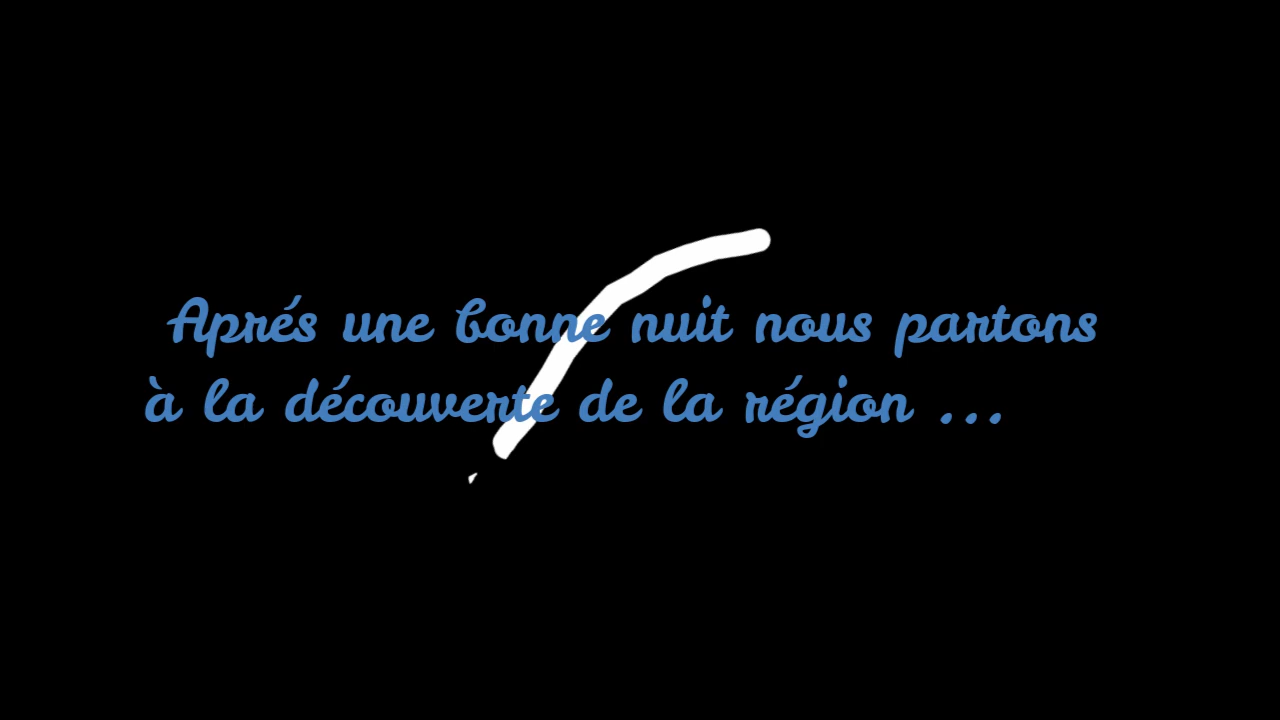 Aprés une bonne nuit nous partons
à la découverte de la région ...